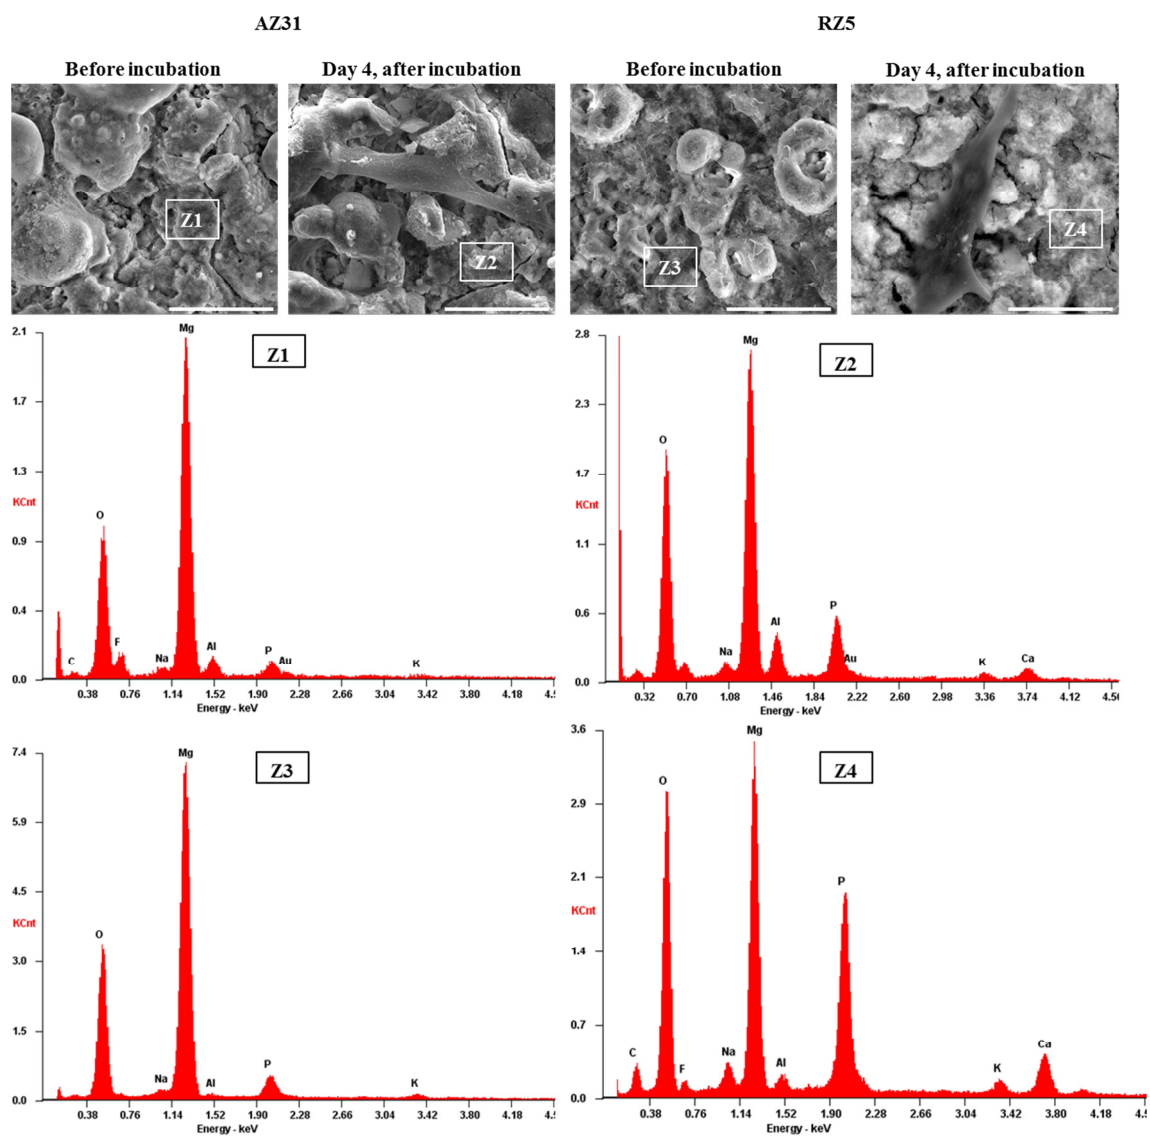 AZ31 RZ5
Before incubation Day 4, after incubation Before incubation Day 4, after incubation
Z1 Z2 Z3 Z4
2.1
1.7
1.3
KCnt
0.9
0.4
0.0
Mg
Z1
O
F
C
Na
Al
P
Au
K
0.38 0.76 1.14 1.52 1.90 2.28 2.66 3.04 3.42 3.80 4.18
Energy - keV
2.8
2.3
1.7
KCnt
1.1
0.6
0.0
Mg
Z2
O
Na
Al
P
Au
K
Ca
0.32 0.70 1.08 1.46 1.84 2.22 2.60 2.98 3.36 3.74 4.12
Energy - keV
7.4
5.9
4.5
KCnt
3.0
1.5
0.0
Mg
Z3
O
Na
Al
P
K
0.38 0.76 1.14 1.52 1.90 2.28 2.66 3.04 3.42 3.80 4.18
Energy - keV
3.6
2.9
2.1
KCnt
1.4
0.7
0.0
Mg
Z4
O
P
C
F
Na
Al
K
Ca
0.38 0.76 1.14 1.52 1.90 2.28 2.66 3.04 3.42 3.80 4.18
Energy - keV